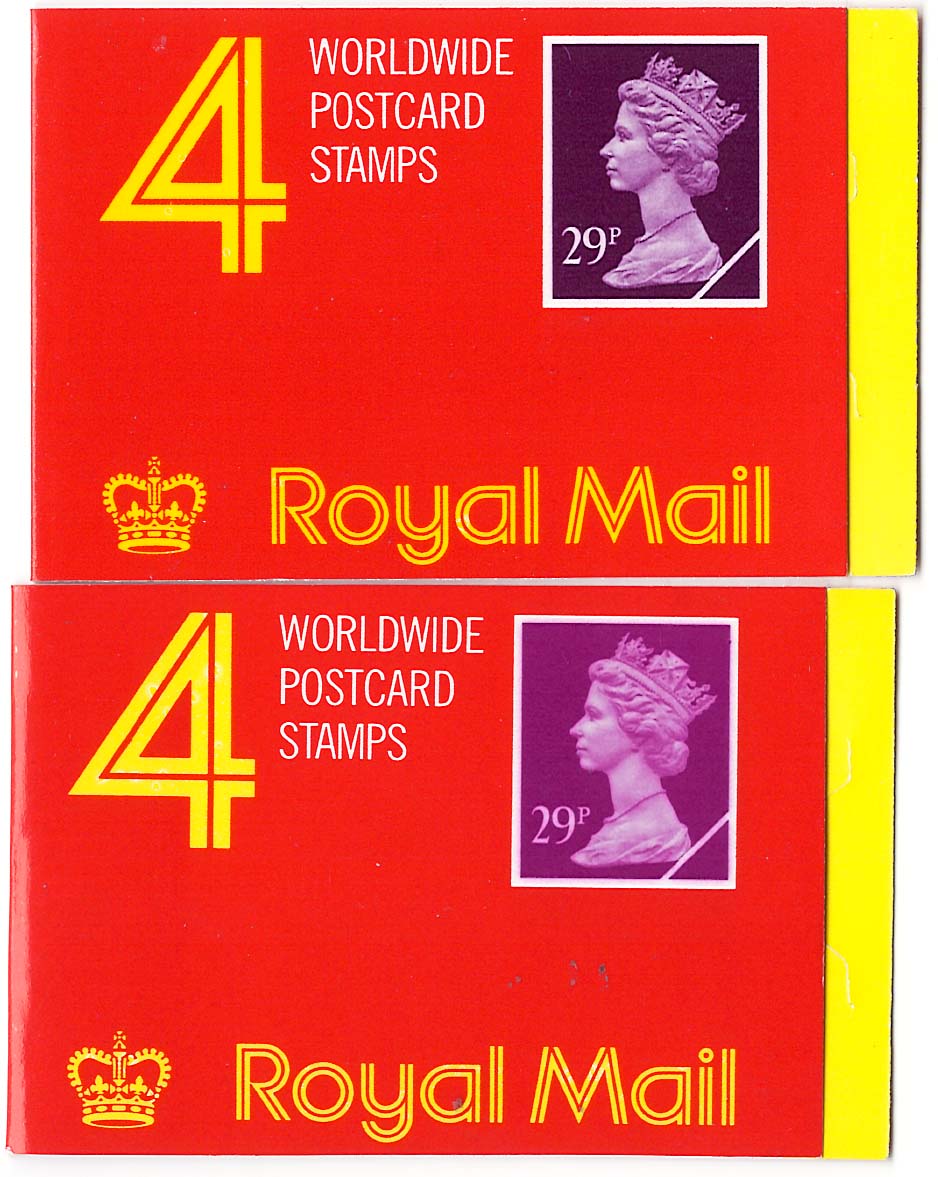 4
WORLDWIDE
POSTCARD
STAMPS
29P
Royal Mail
4
WORLDWIDE
POSTCARD
STAMPS
29P
Royal Mail